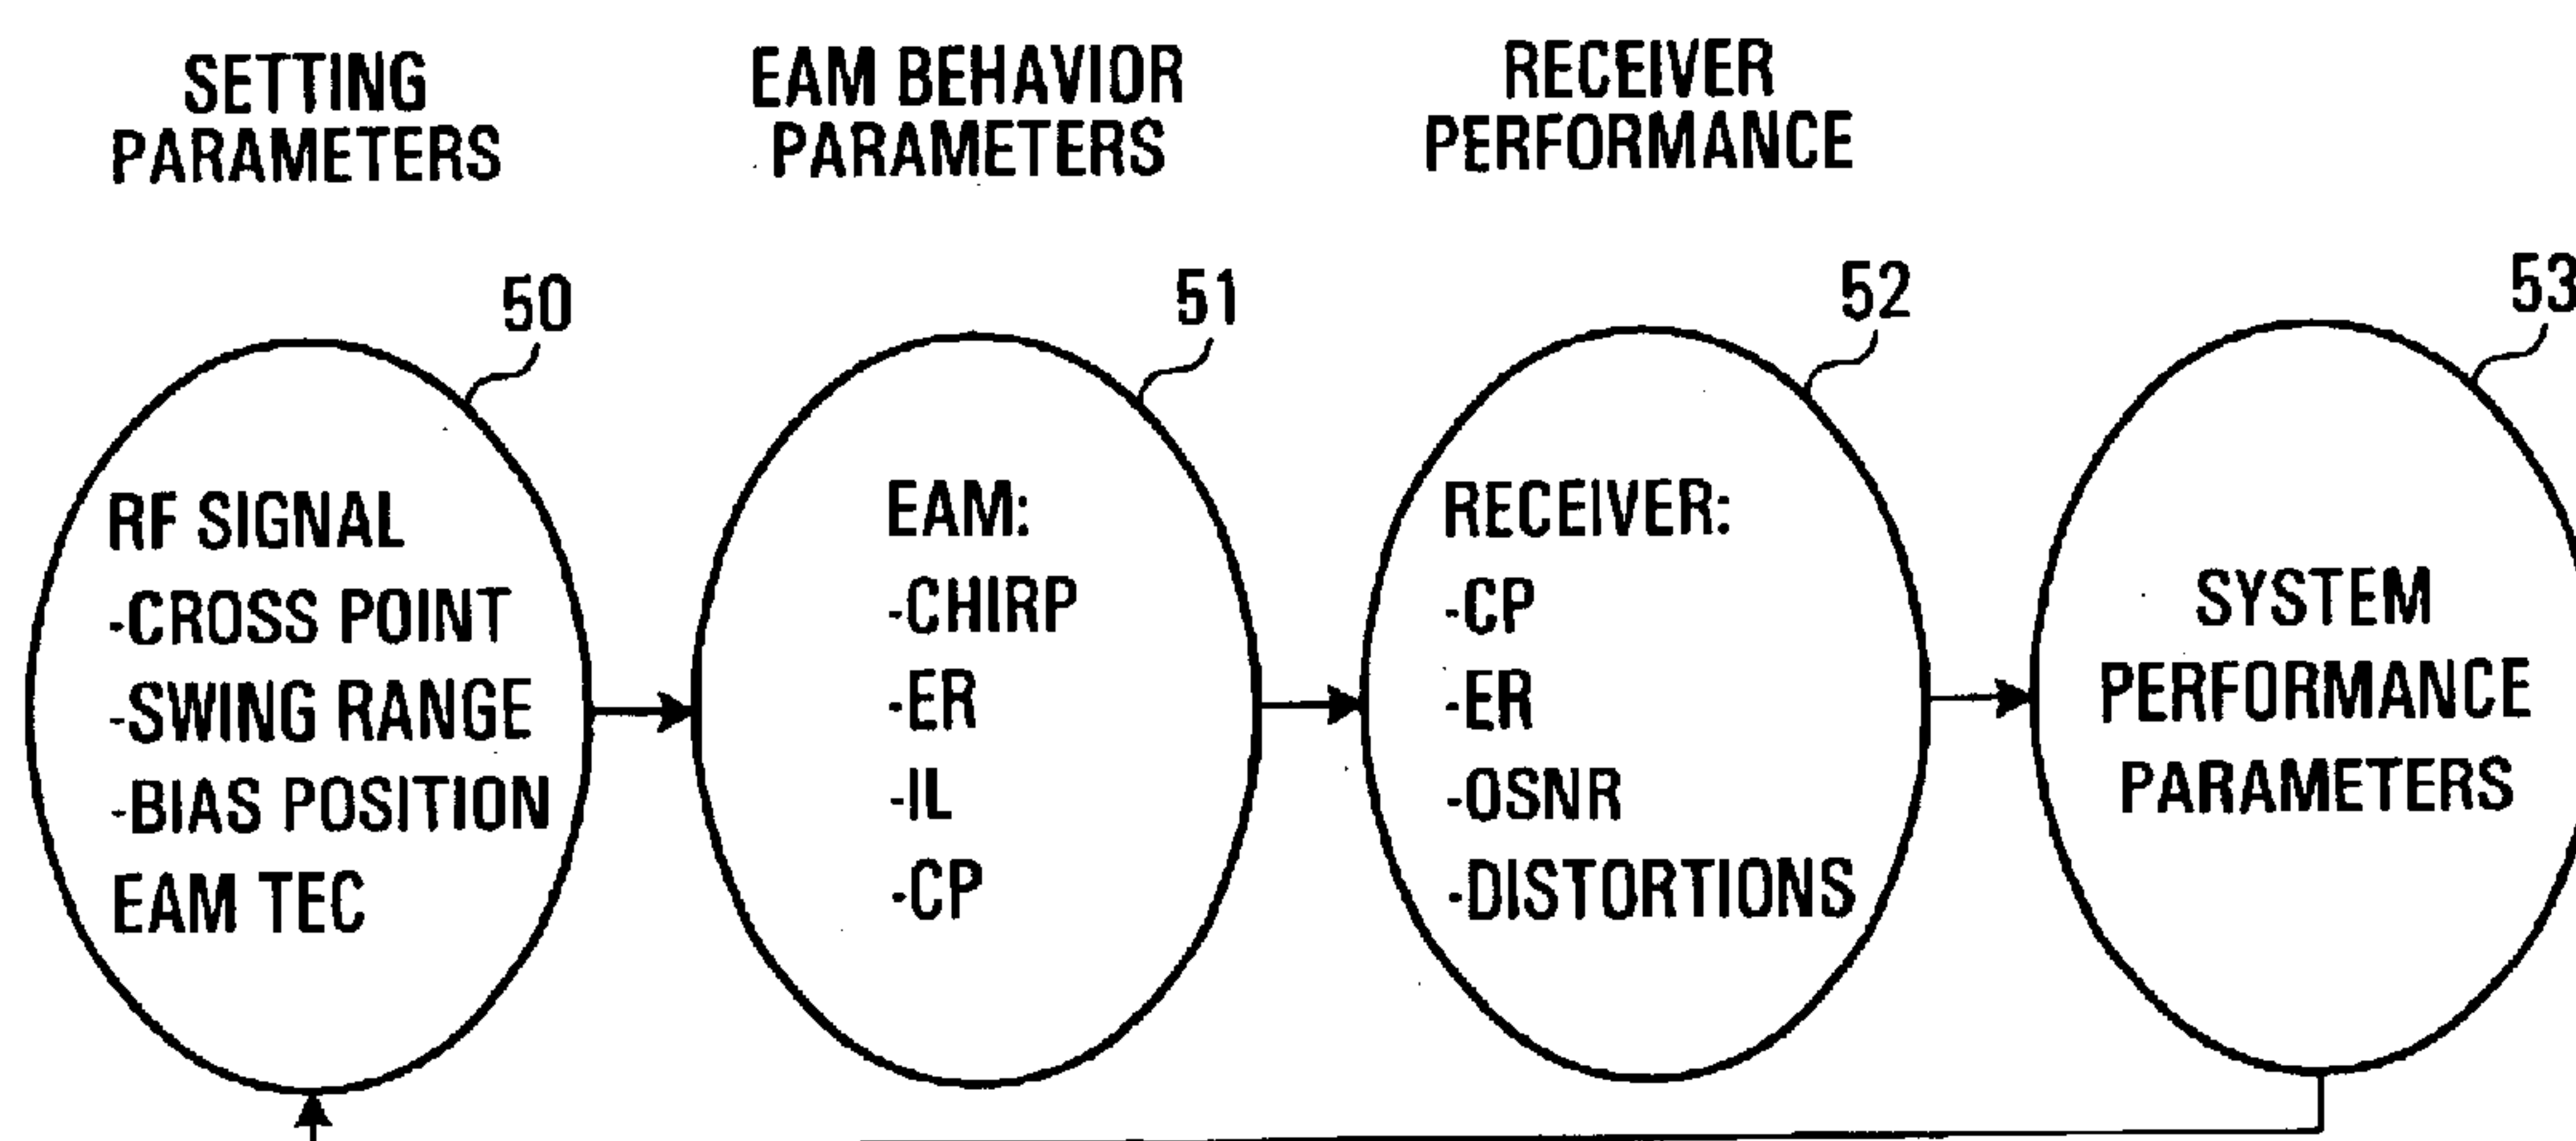 SETTING
PARAMETERS
EAM BEHAVIOR
PARAMETERS
RECEIVER
PERFORMANCE
50
51
52
53
RF SIGNAL
-CROSS POINT
-SWING RANGE
-BIAS POSITION
EAM TEC
EAM:
-CHIRP
-ER
-IL
-CP
RECEIVER:
-CP
-ER
-OSNR
-DISTORTIONS
SYSTEM
PERFORMANCE
PARAMETERS